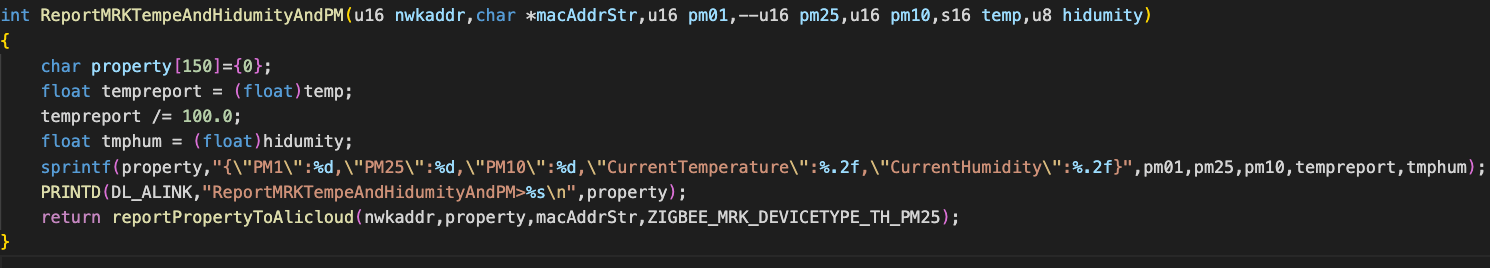 int ReportMRKTempeAndHidumityAndPM(u16 nwkaddr,char *macAddrStr,u16 pm01,--u16 pm25,u16 pm10,s16 temp,u8 hidumity)
{
    char property[150]={0};
    float tempreport = (float)temp;
    tempreport /= 100.0;
    float tmphum = (float)hidumity;
    sprintf(property,"{\"PM1\":%d,\"PM25\":%d,\"PM10\":%d,\"CurrentTemperature\":%.2f,\"CurrentHumidity\":%.2f}",pm01,pm25,pm10,tempreport,tmphum);
    PRINTD(DL_ALINK,"ReportMRKTempeAndHidumityAndPM>%s\n",property);
    return reportPropertyToAlicloud(nwkaddr,property,macAddrStr,ZIGBEE_MRK_DEVICETYPE_TH_PM25);
}